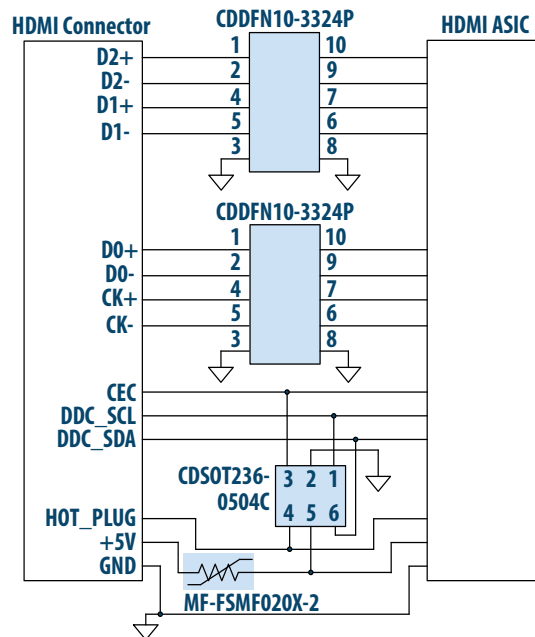 CDDFN10-3324P
HDMI Connector
HDMI ASIC
D2+ 1 10
D2- 2 9
D1+ 4 7
D1- 5 6
3 8
CDDFN10-3324P
D0+ 1 10
D0- 2 9
CK+ 4 7
CK- 5 6
3 8
CEC
DDC_SCL
DDC_SDA
CDSOT236-
0504C
3 2 1
4 5 6
HOT_PLUG
+5V
GND
MF-FSMF020X-2